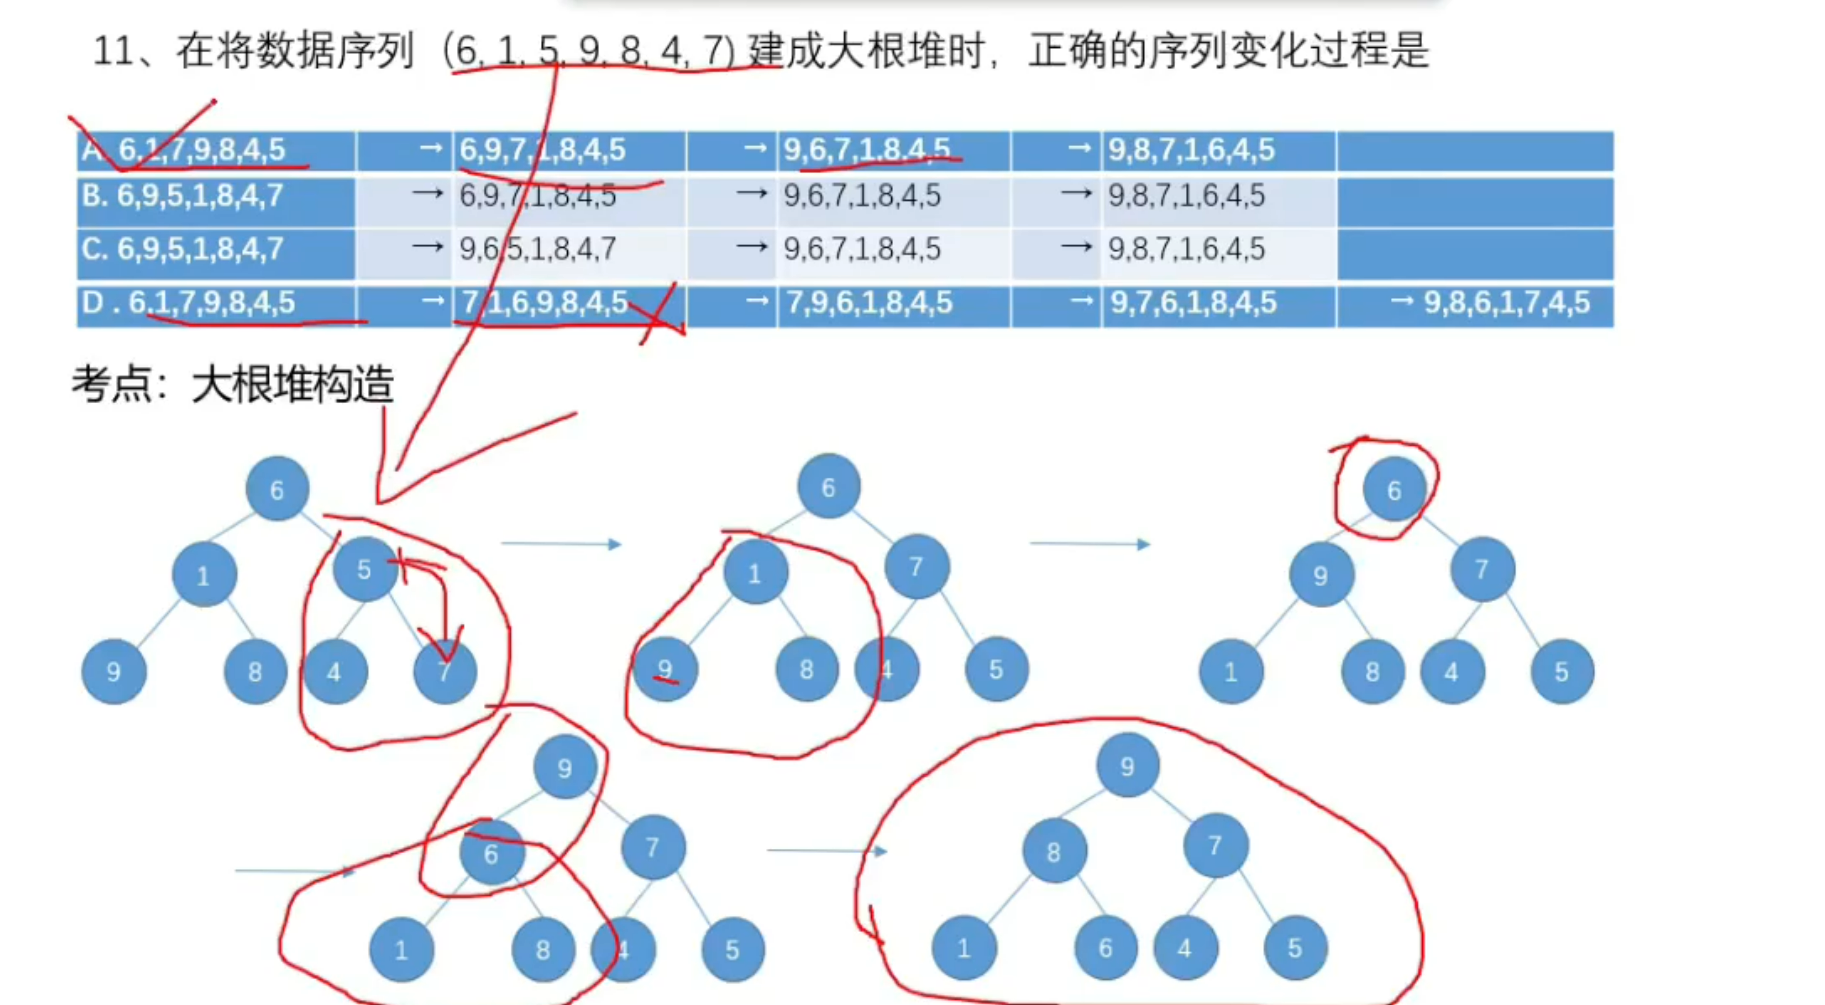 11、在将数据序列（6, 1, 5, 9, 8, 4, 7) 建成大根堆时，正确的序列变化过程是
A. 6,1,7,9,8,4,5 → 6,9,7,1,8,4,5 → 9,6,7,1.8.4,5 → 9,8,7,1,6,4,5
B. 6,9,5,1,8,4,7 → 6,9,7,1,8,4,5 → 9,6,7,1,8,4,5 → 9,8,7,1,6,4,5
C. 6,9,5,1,8,4,7 → 9,6,5,1,8,4,7 → 9,6,7,1,8,4,5 → 9,8,7,1,6,4,5
D . 6,1,7,9,8,4,5 → 7,1,6,9,8,4,5 → 7,9,6,1,8,4,5 → 9,7,6,1,8,4,5 → 9,8,6,1,7,4,5
考点：大根堆构造
6 6 6
1 5 1 7 9 7
9 8 4 7 9 8 4 5 1 8 4 5
9 9
6 7 8 7
1 8 4 5 1 6 4 5